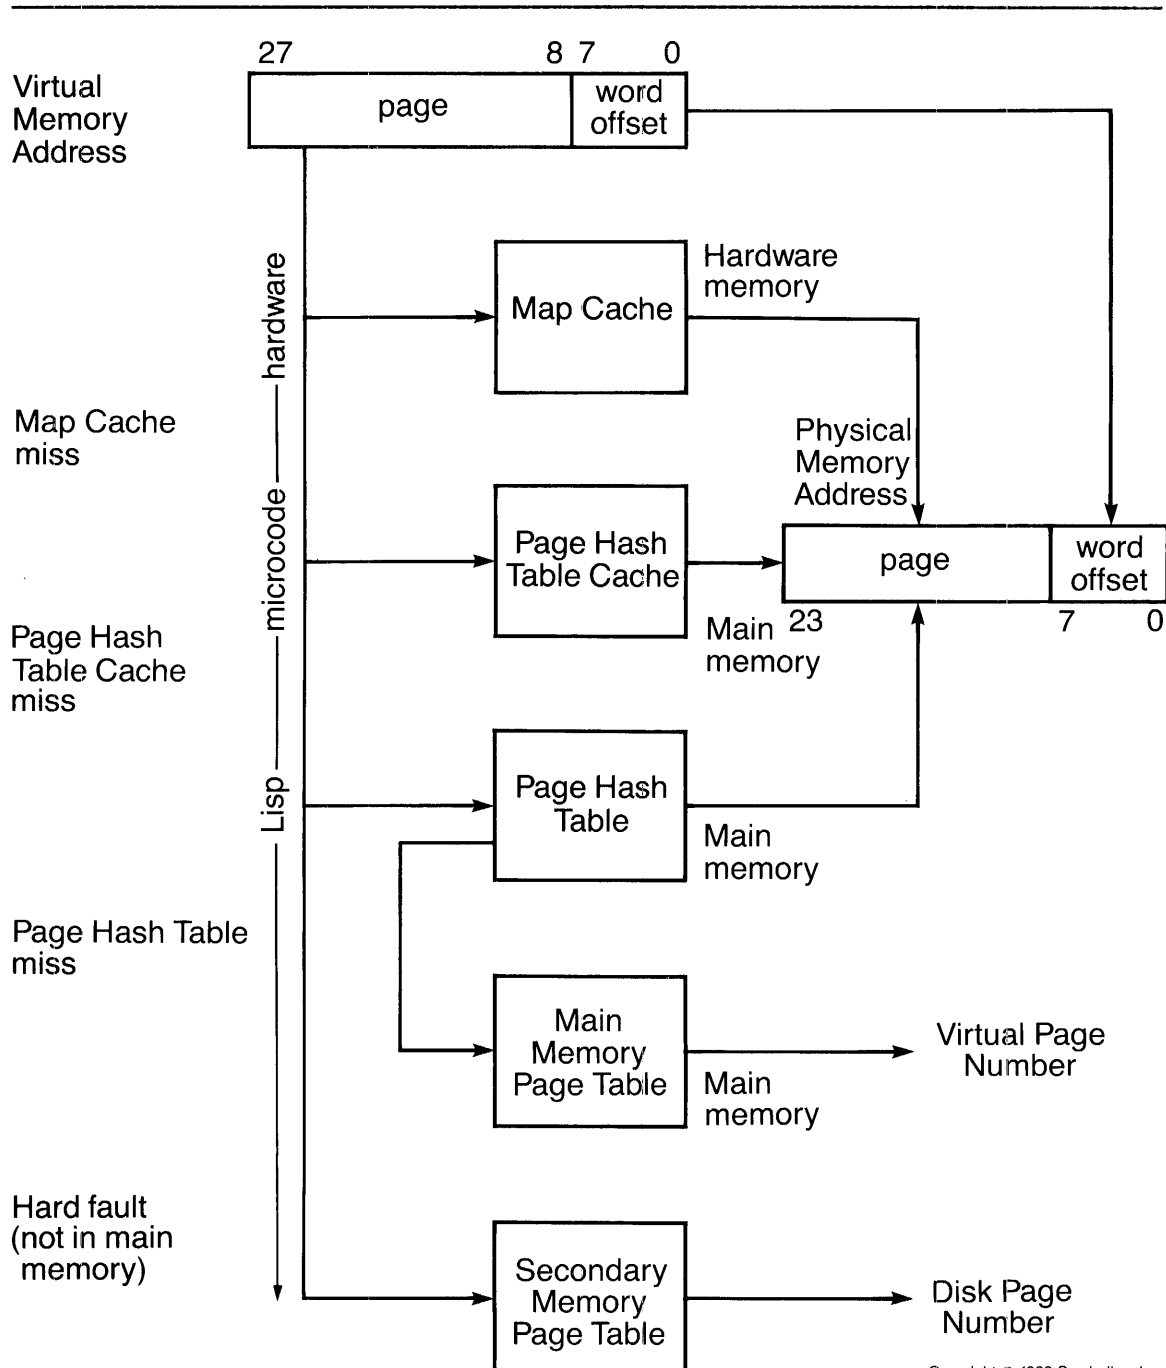 27 8 7 0
Virtual
Memory
Address
page
word
offset
hardware
Map Cache
Hardware
memory
Map Cache
miss
Physical
Memory
Address
microcode
Page Hash
Table Cache
page
word
offset
23 7 0
Main
memory
Page Hash
Table Cache
miss
Lisp
Page Hash
Table
Main
memory
Page Hash Table
miss
Main
Memory
Page Table
Main
memory
Virtual Page
Number
Hard fault
(not in main
memory)
Secondary
Memory
Page Table
Disk Page
Number